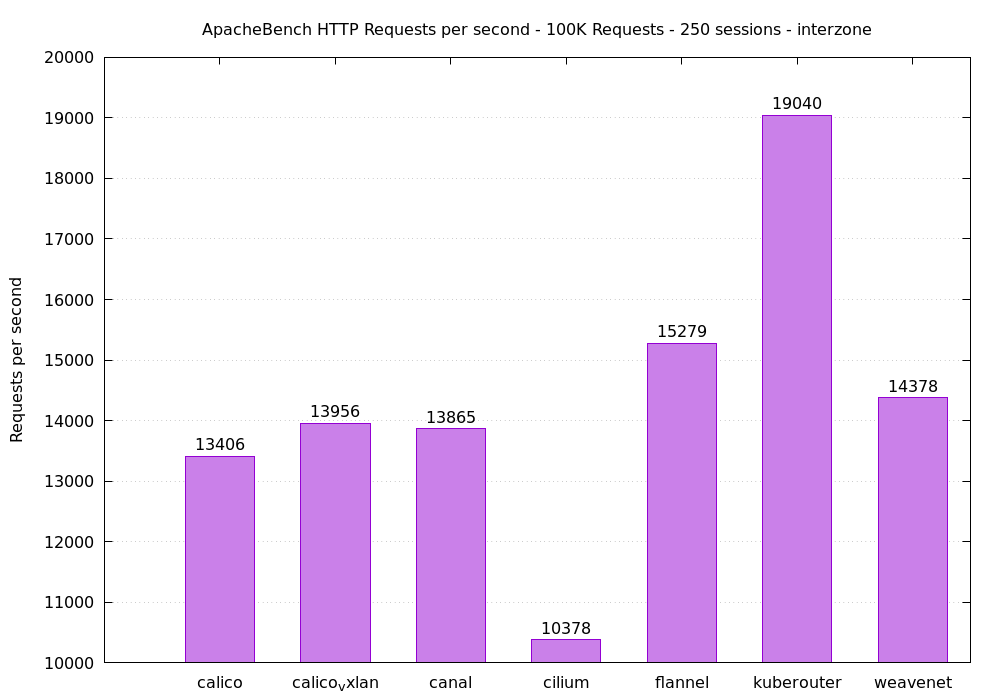 ApacheBench HTTP Requests per second - 100K Requests - 250 sessions - interzone
Requests per second
20000
19000
18000
17000
16000
15000
14000
13000
12000
11000
10000
13406
13956
13865
10378
15279
19040
14378
calico
calicovxlan
canal
cilium
flannel
kuberouter
weavenet